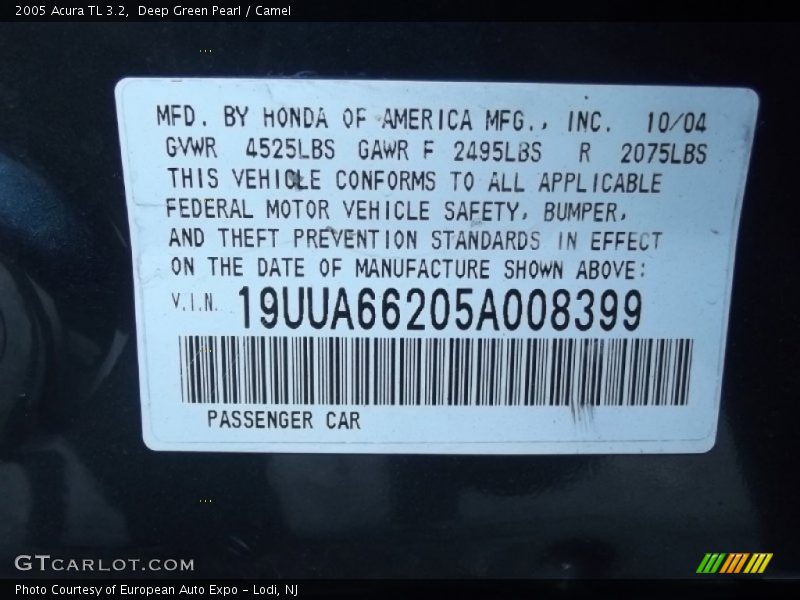 2005 Acura TL 3.2,  Deep Green Pearl / Camel
MFD. BY HONDA OF AMERICA MFG., INC. 10/04
GVWR 4525LBS GAWR F 2495LBS R 2075LBS
THIS VEHICLE CONFORMS TO ALL APPLICABLE
FEDERAL MOTOR VEHICLE SAFETY, BUMPER,
AND THEFT PREVENTION STANDARDS IN EFFECT
ON THE DATE OF MANUFACTURE SHOWN ABOVE:
V.I.N. 19UUA66205A008399
PASSENGER CAR
GTCARLOT.COM
Photo Courtesy of European Auto Expo - Lodi, NJ